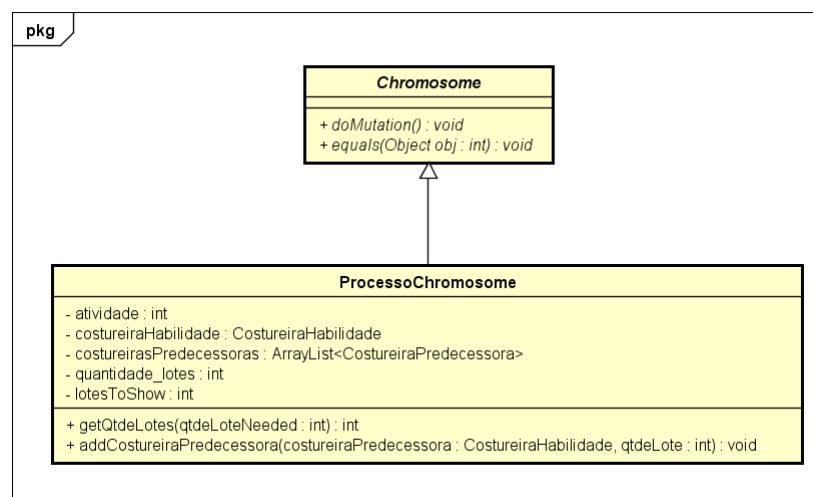 pkg
Chromosome
+ doMutation() : void
+ equals(Object obj : int) : void
ProcessoChromosome
- atividade : int
- costureiraHabilidade : CostureiraHabilidade
- costureirasPredecessoras : ArrayList<CostureiraPredecessora>
- quantidade_lotes : int
- lotesToShow : int
+ getQtdeLotes(qtdeLoteNeeded : int) : int
+ addCostureiraPredecessora(costureiraPredecessora : CostureiraHabilidade, qtdeLote : int) : void